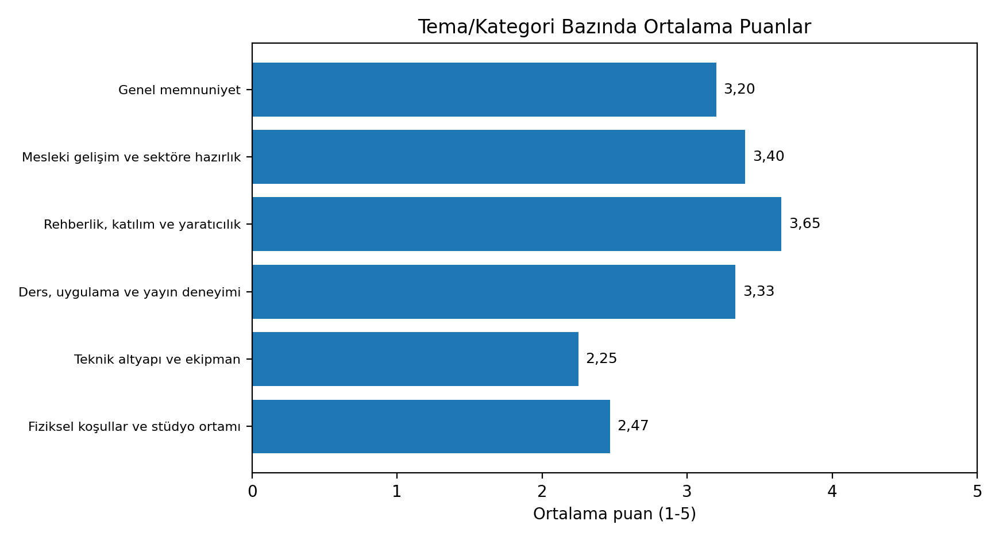 Tema/Kategori Bazında Ortalama Puanlar
Genel memnuniyet 3,20
Mesleki gelişim ve sektöre hazırlık 3,40
Rehberlik, katılım ve yaratıcılık 3,65
Ders, uygulama ve yayın deneyimi 3,33
Teknik altyapı ve ekipman 2,25
Fiziksel koşullar ve stüdyo ortamı 2,47
0 1 2 3 4 5
Ortalama puan (1-5)